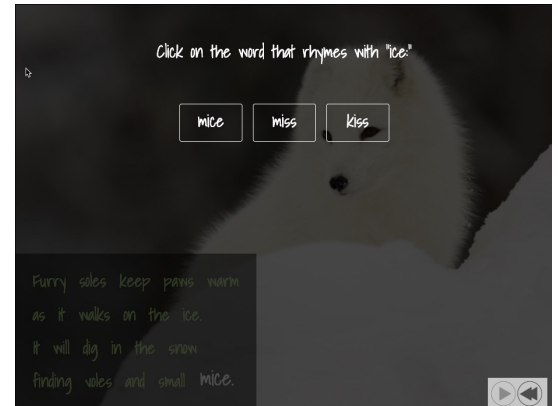 Click on the word that rhymes with "ice:"
mice miss kiss
Furry soles keep paws warm
as it walks on the ice.
It will dig in the snow
finding voles and small mice.